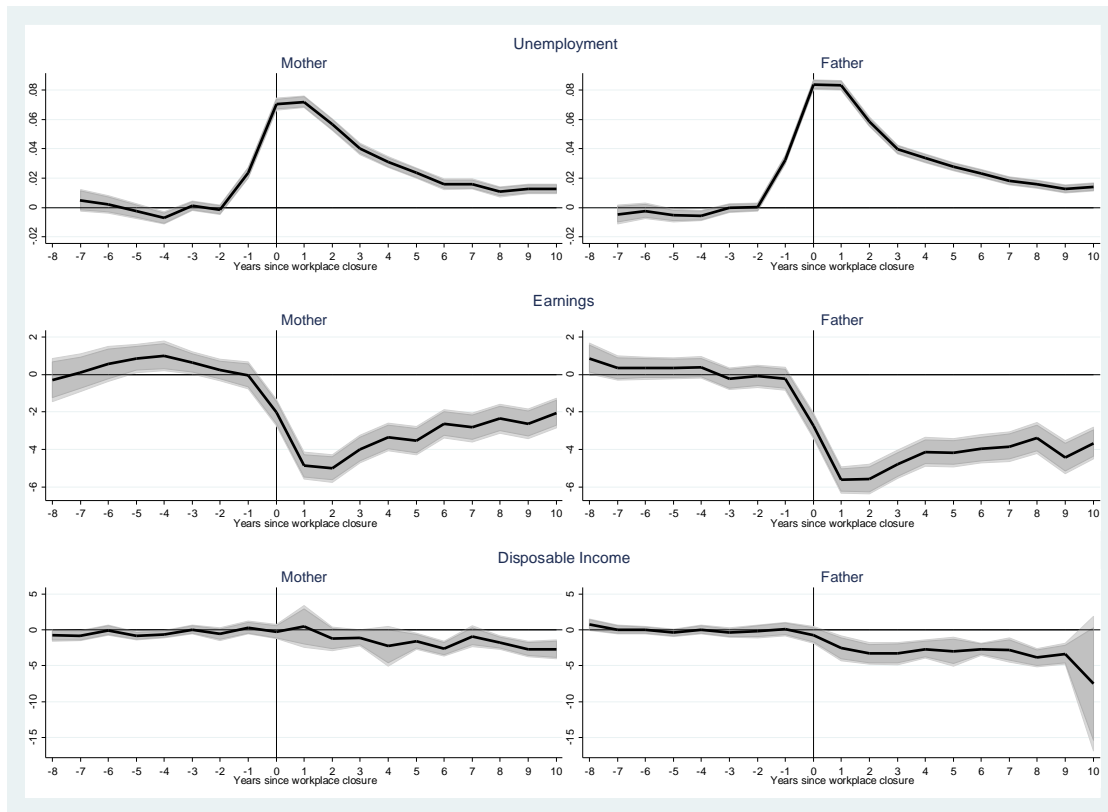 Unemployment
Mother Father
.08 .08
.06 .06
.04 .04
.02 .02
0 0
-.02 -.02
-8 -7 -6 -5 -4 -3 -2 -1 0 1 2 3 4 5 6 7 8 9 10 -8 -7 -6 -5 -4 -3 -2 -1 0 1 2 3 4 5 6 7 8 9 10
Years since workplace closure Years since workplace closure
Earnings
Mother Father
2 2
0 0
-2 -2
-4 -4
-6 -6
-8 -7 -6 -5 -4 -3 -2 -1 0 1 2 3 4 5 6 7 8 9 10 -8 -7 -6 -5 -4 -3 -2 -1 0 1 2 3 4 5 6 7 8 9 10
Years since workplace closure Years since workplace closure
Disposable Income
Mother Father
5 5
0 0
-5 -5
-10 -10
-15 -15
-8 -7 -6 -5 -4 -3 -2 -1 0 1 2 3 4 5 6 7 8 9 10 -8 -7 -6 -5 -4 -3 -2 -1 0 1 2 3 4 5 6 7 8 9 10
Years since workplace closure Years since workplace closure